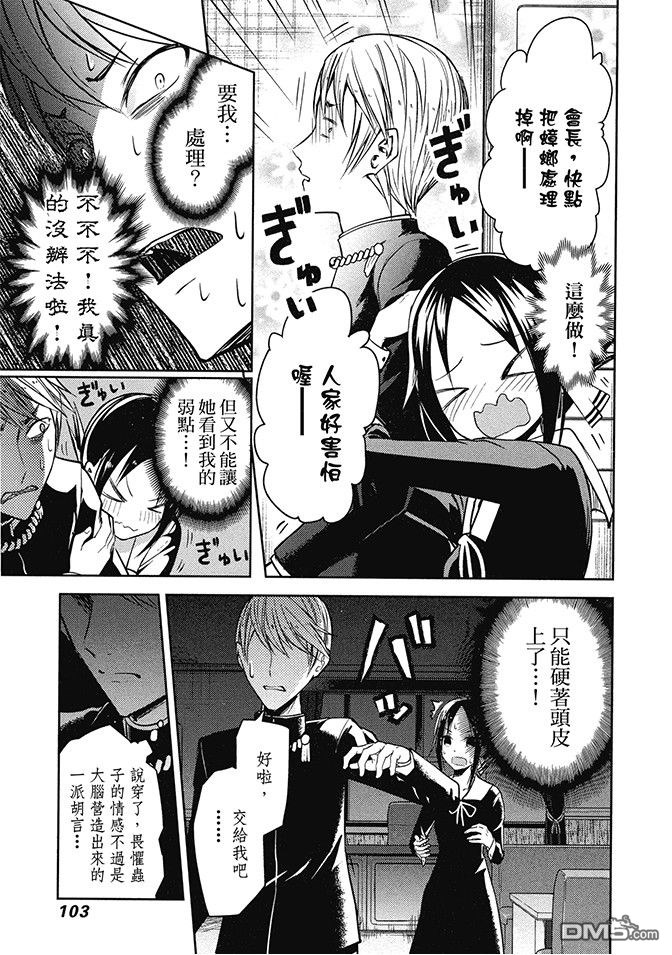 會長，快點
把蟑螂處理
掉啊——
ぎゅうっ
ぎゅぃっ
這麼做！
人家好害怕
喔——
要我…
處理？
不不不！我真
的沒辦法啦！
但又不能讓
她看到我的
弱點…！
ぎゅい
ぎゅい
只能硬著頭皮
上了…！
バッ
好啦，
交給我吧
……
說穿了，畏懼蟲
子的情感不過是
大腦營造出來的
一派胡言…
103
DM5.com